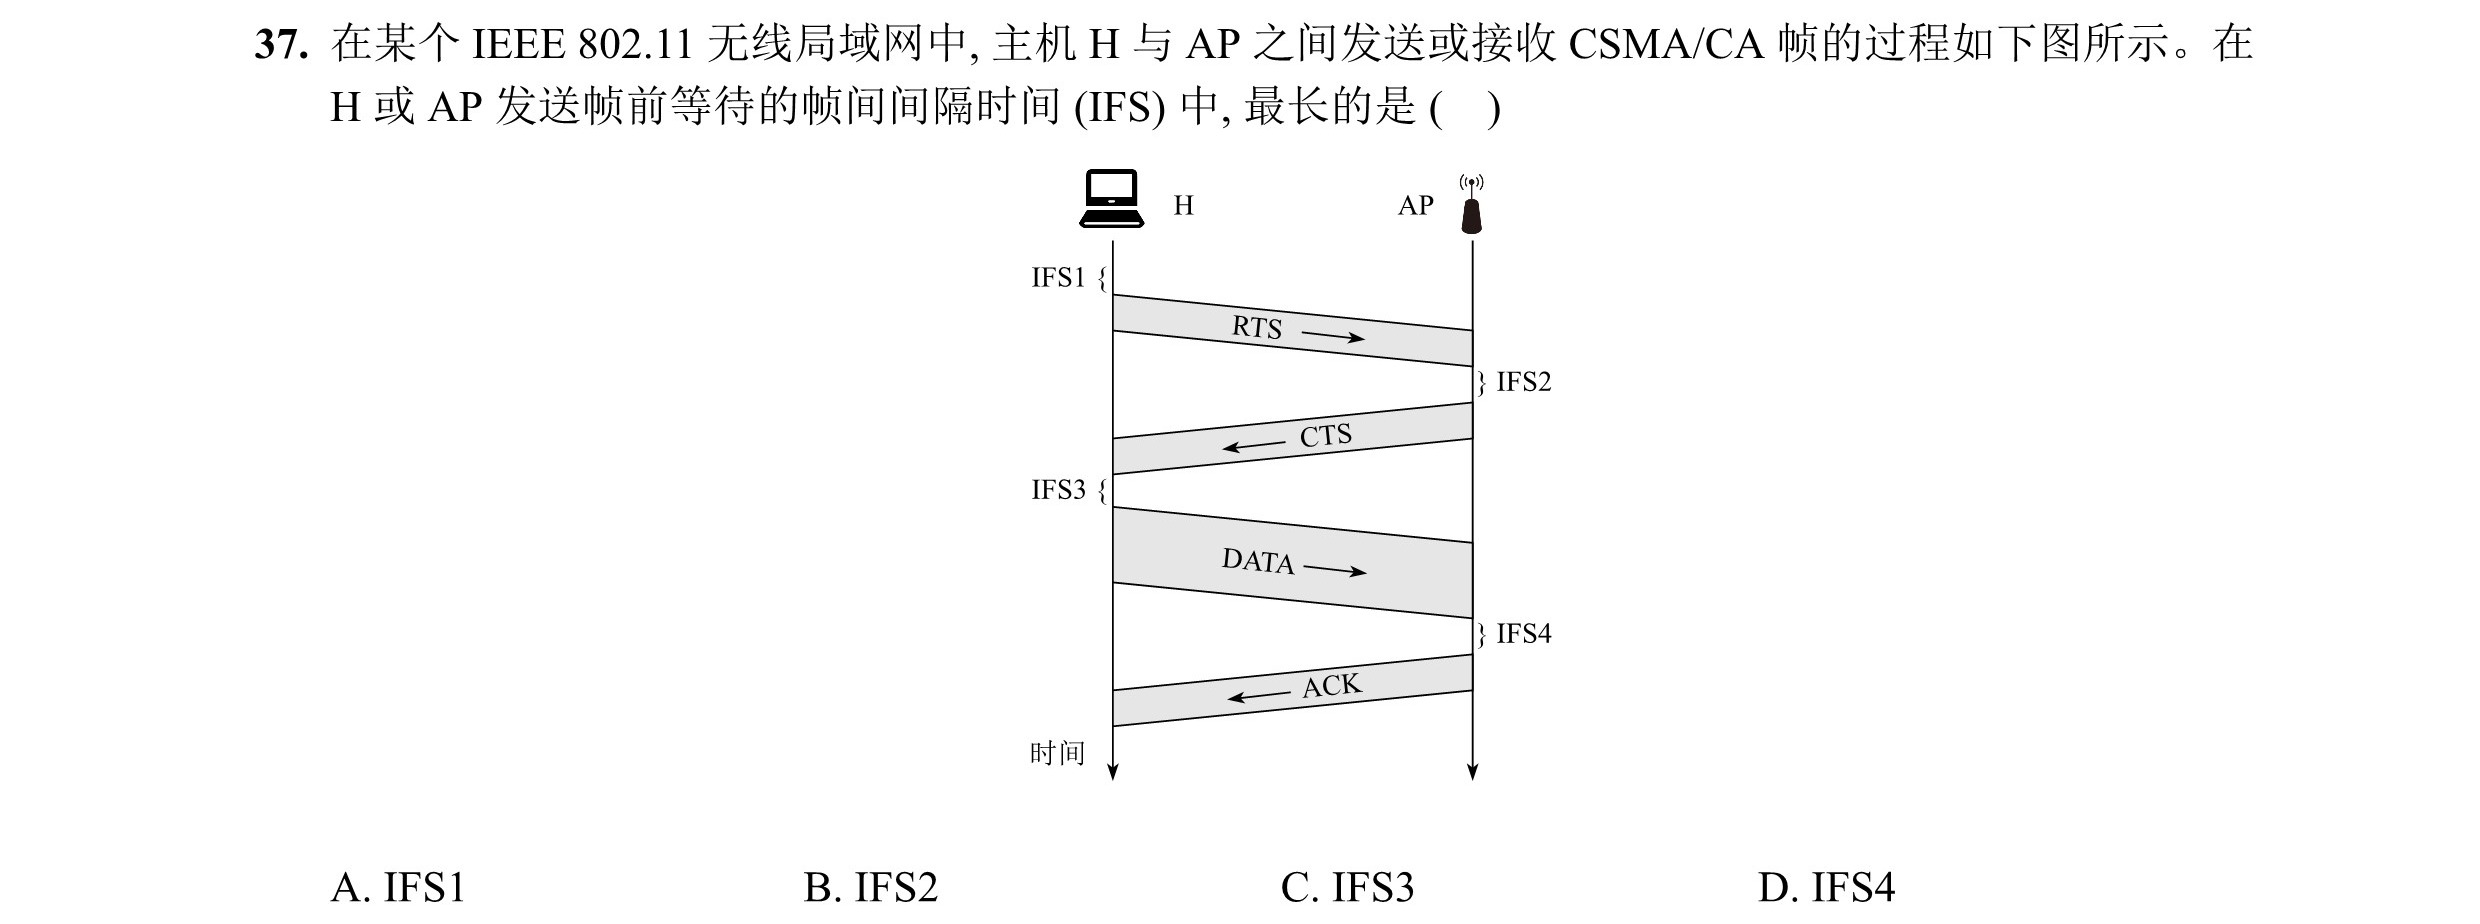 37. 在某个 IEEE 802.11 无线局域网中, 主机 H 与 AP 之间发送或接收 CSMA/CA 帧的过程如下图所示。在
H 或 AP 发送帧前等待的帧间间隔时间 (IFS) 中, 最长的是 ( )
H AP
IFS1 {
RTS
} IFS2
CTS
IFS3 {
DATA
} IFS4
ACK
时间
A. IFS1 B. IFS2 C. IFS3 D. IFS4